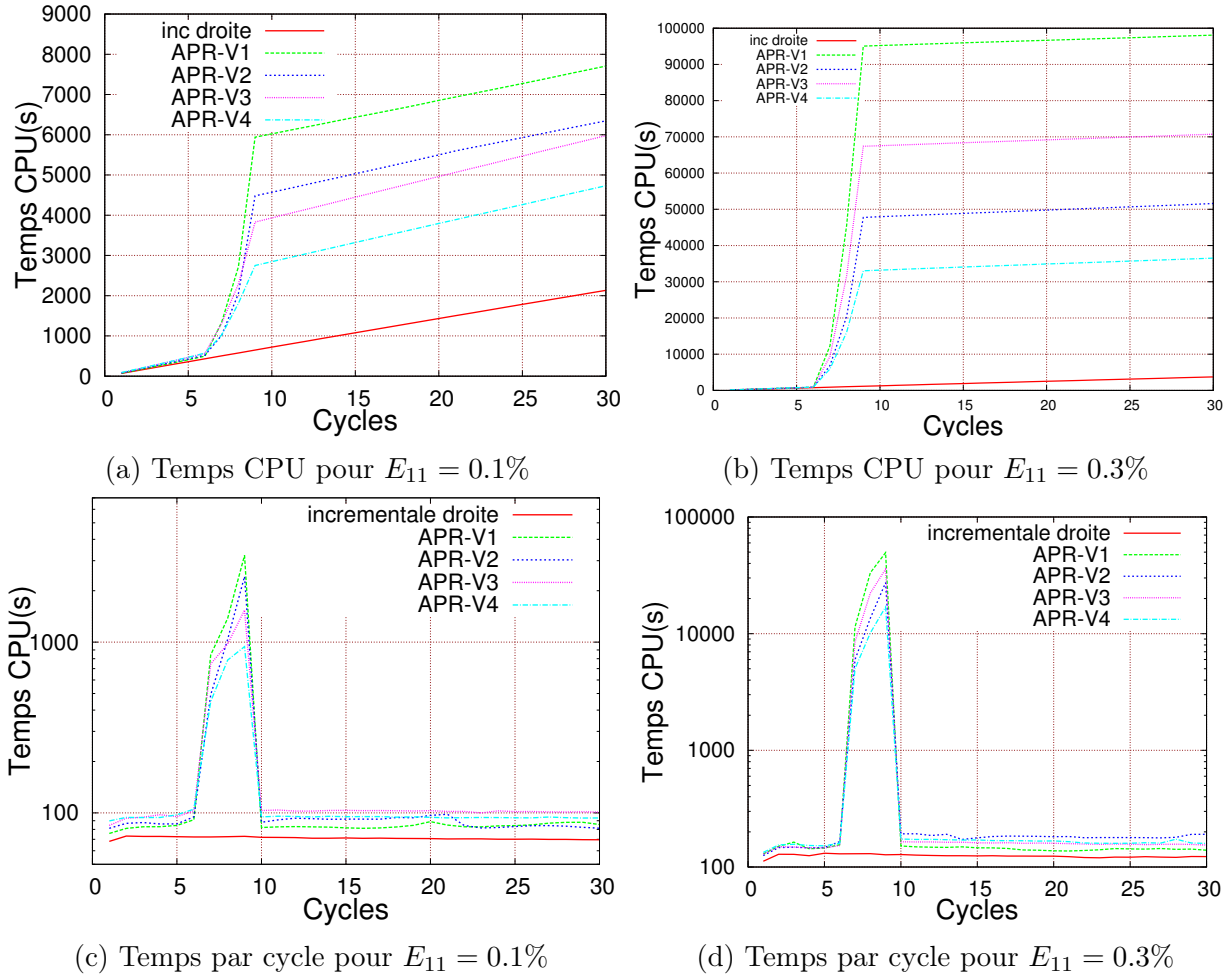 9000
8000
7000
6000
5000
4000
3000
2000
1000
0
0 5 10 15 20 25 30
Temps CPU(s)
Cycles
inc droite
APR-V1
APR-V2
APR-V3
APR-V4
(a) Temps CPU pour E₁₁ = 0.1%
100000
90000
80000
70000
60000
50000
40000
30000
20000
10000
0
0 5 10 15 20 25 30
Temps CPU(s)
Cycles
inc droite
APR-V1
APR-V2
APR-V3
APR-V4
(b) Temps CPU pour E₁₁ = 0.3%
1000
100
0 5 10 15 20 25 30
Temps CPU(s)
Cycles
incrementale droite
APR-V1
APR-V2
APR-V3
APR-V4
(c) Temps par cycle pour E₁₁ = 0.1%
100000
10000
1000
100
0 5 10 15 20 25 30
Temps CPU(s)
Cycles
incrementale droite
APR-V1
APR-V2
APR-V3
APR-V4
(d) Temps par cycle pour E₁₁ = 0.3%